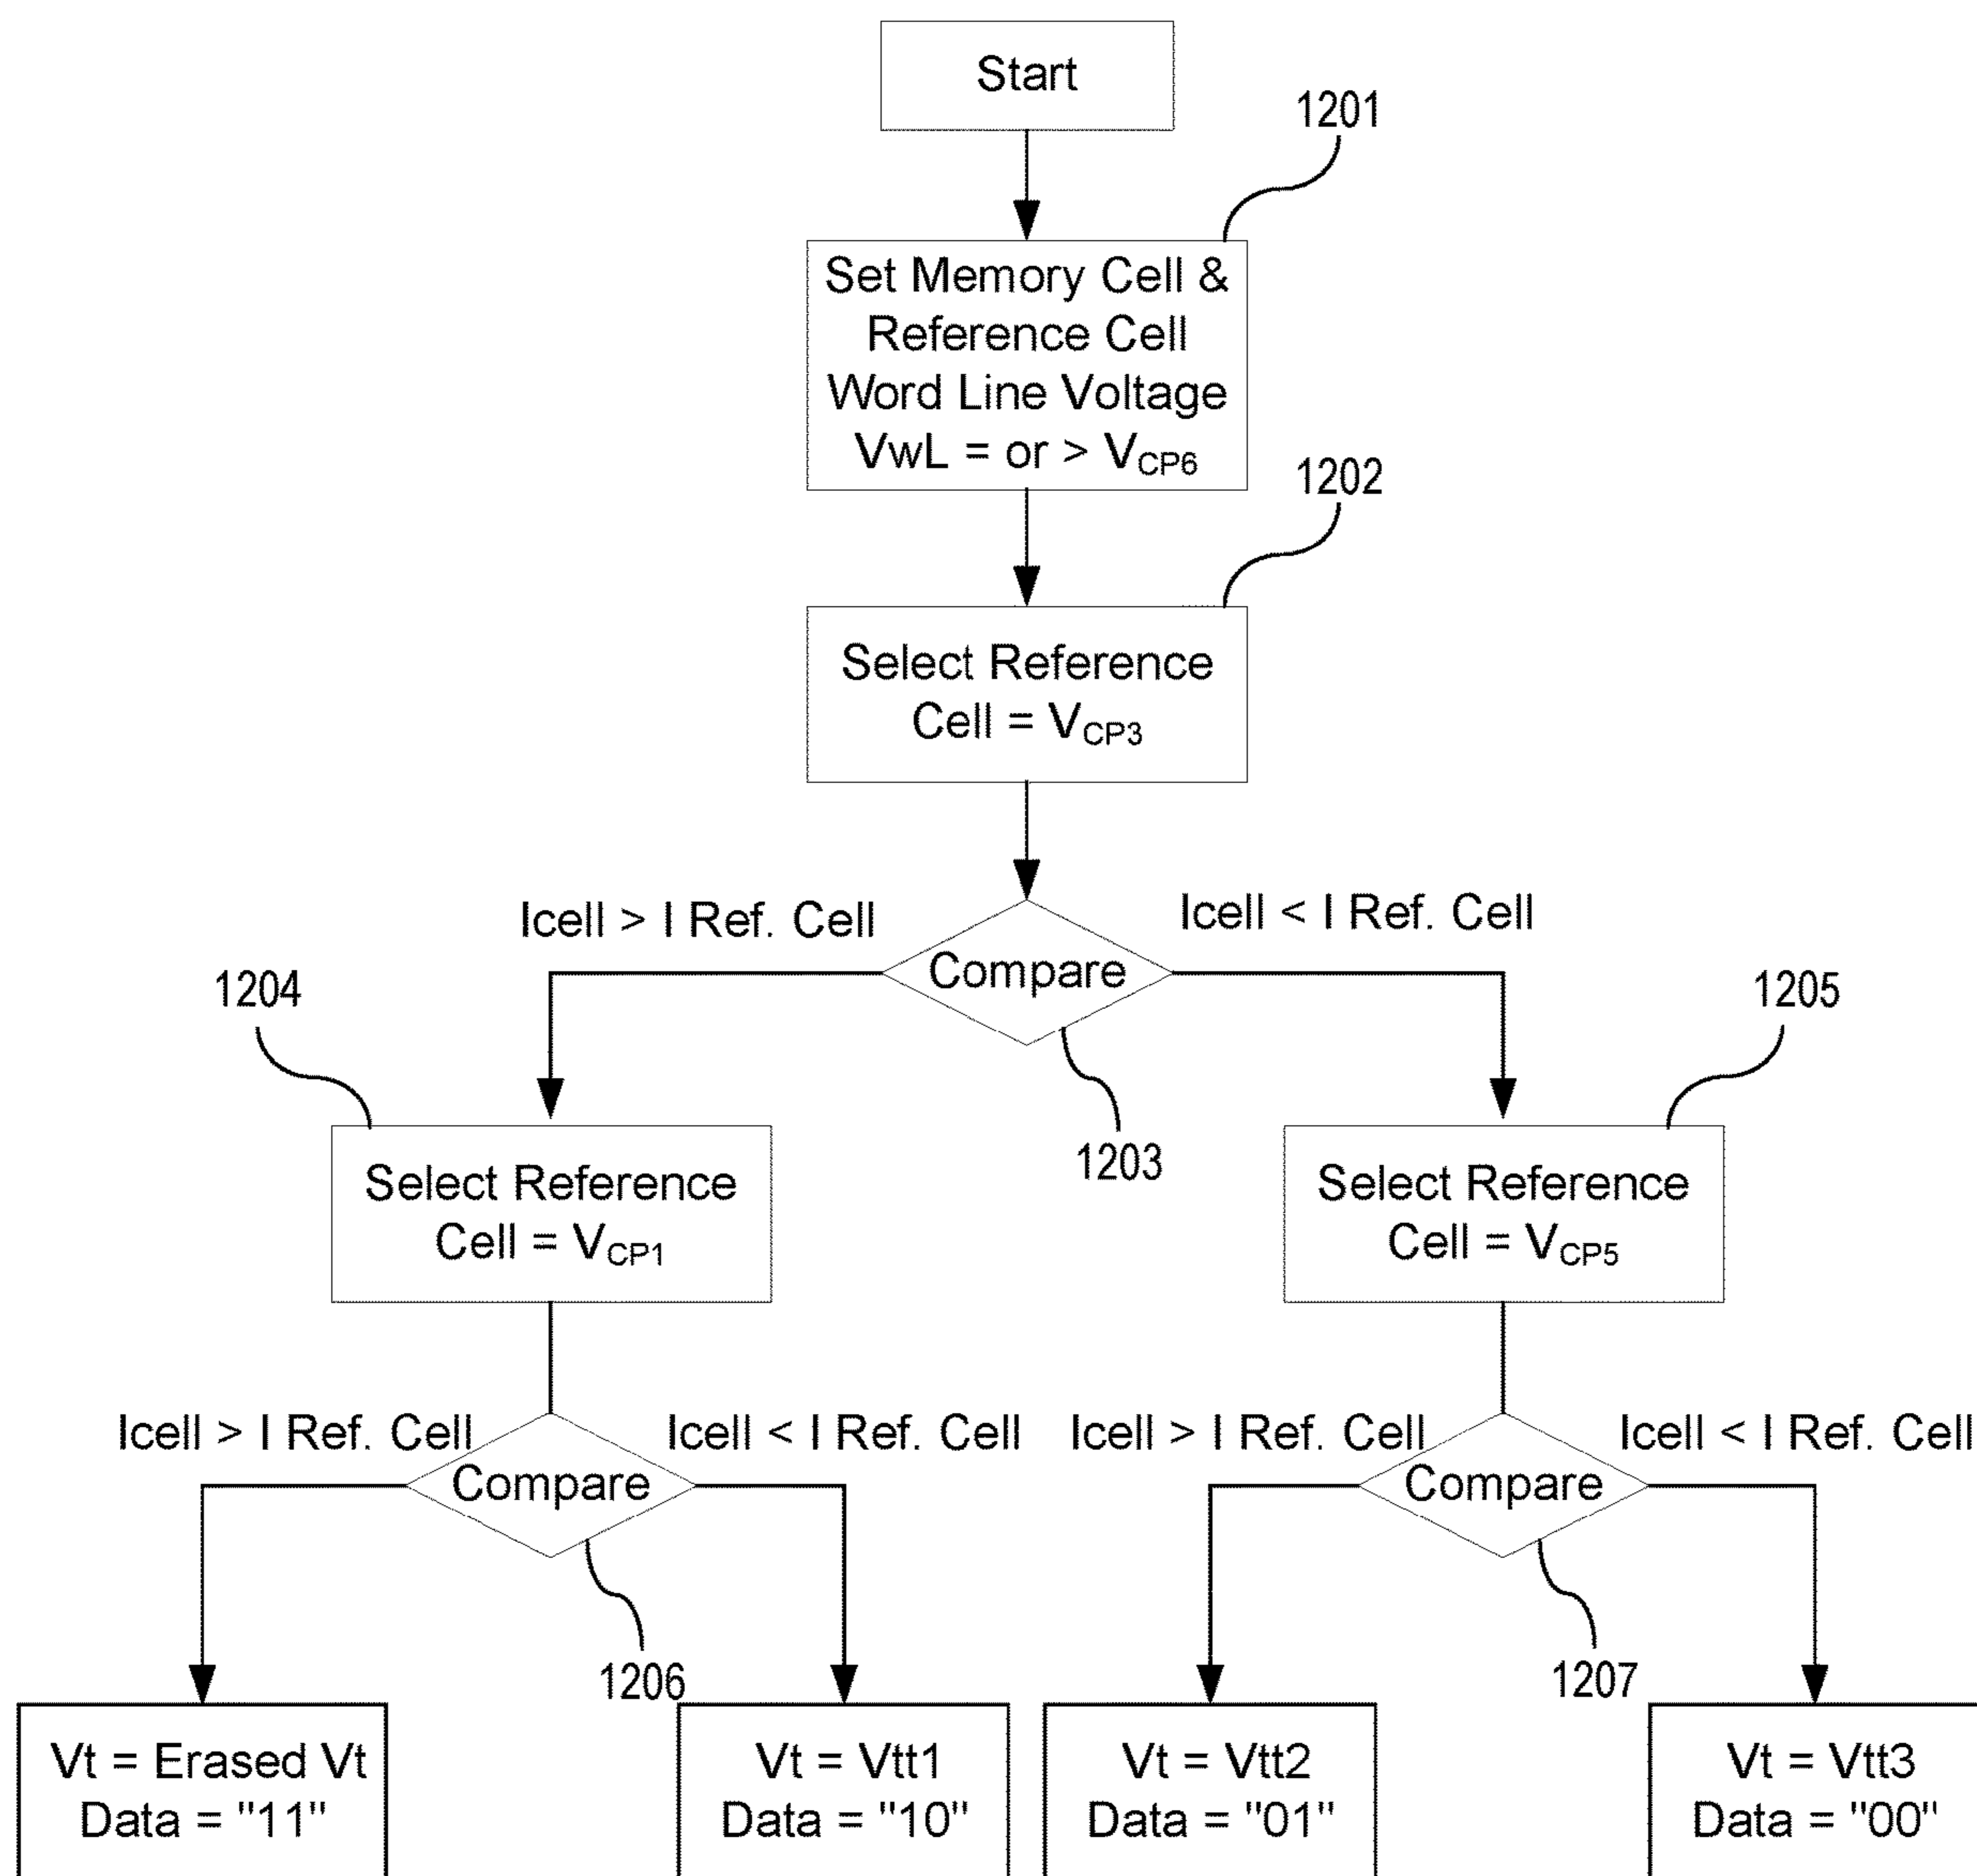 Start
1201
Set Memory Cell &
Reference Cell
Word Line Voltage
VwL = or > VCP6
1202
Select Reference
Cell = VCP3
Icell > I Ref. Cell
Icell < I Ref. Cell
Compare
1203
1204
1205
Select Reference
Cell = VCP1
Select Reference
Cell = VCP5
Icell > I Ref. Cell
Icell < I Ref. Cell
Compare
1206
Icell > I Ref. Cell
Icell < I Ref. Cell
Compare
1207
Vt = Erased Vt
Data = "11"
Vt = Vtt1
Data = "10"
Vt = Vtt2
Data = "01"
Vt = Vtt3
Data = "00"